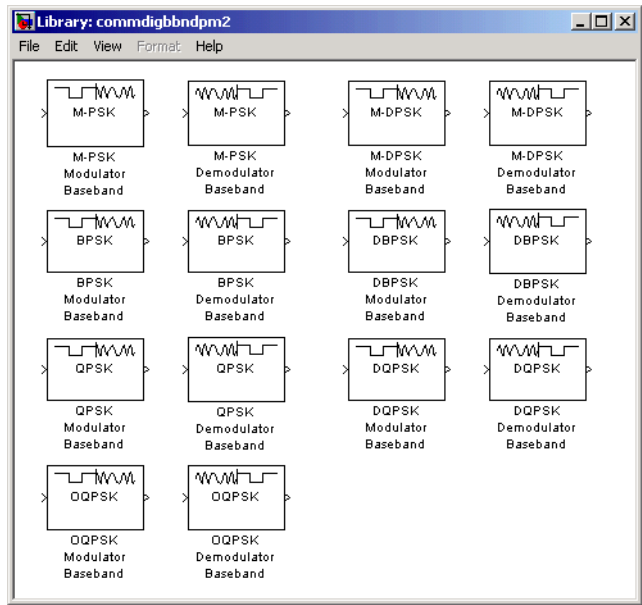 Library: commdigbbndpm2
File Edit View Format Help
M-PSK M-PSK M-DPSK M-DPSK
M-PSK M-PSK M-DPSK M-DPSK
Modulator Demodulator Modulator Demodulator
Baseband Baseband Baseband Baseband
BPSK BPSK DBPSK DBPSK
BPSK BPSK DBPSK DBPSK
Modulator Demodulator Modulator Demodulator
Baseband Baseband Baseband Baseband
QPSK QPSK DQPSK DQPSK
QPSK QPSK DQPSK DQPSK
Modulator Demodulator Modulator Demodulator
Baseband Baseband Baseband Baseband
OQPSK OQPSK
OQPSK OQPSK
Modulator Demodulator
Baseband Baseband